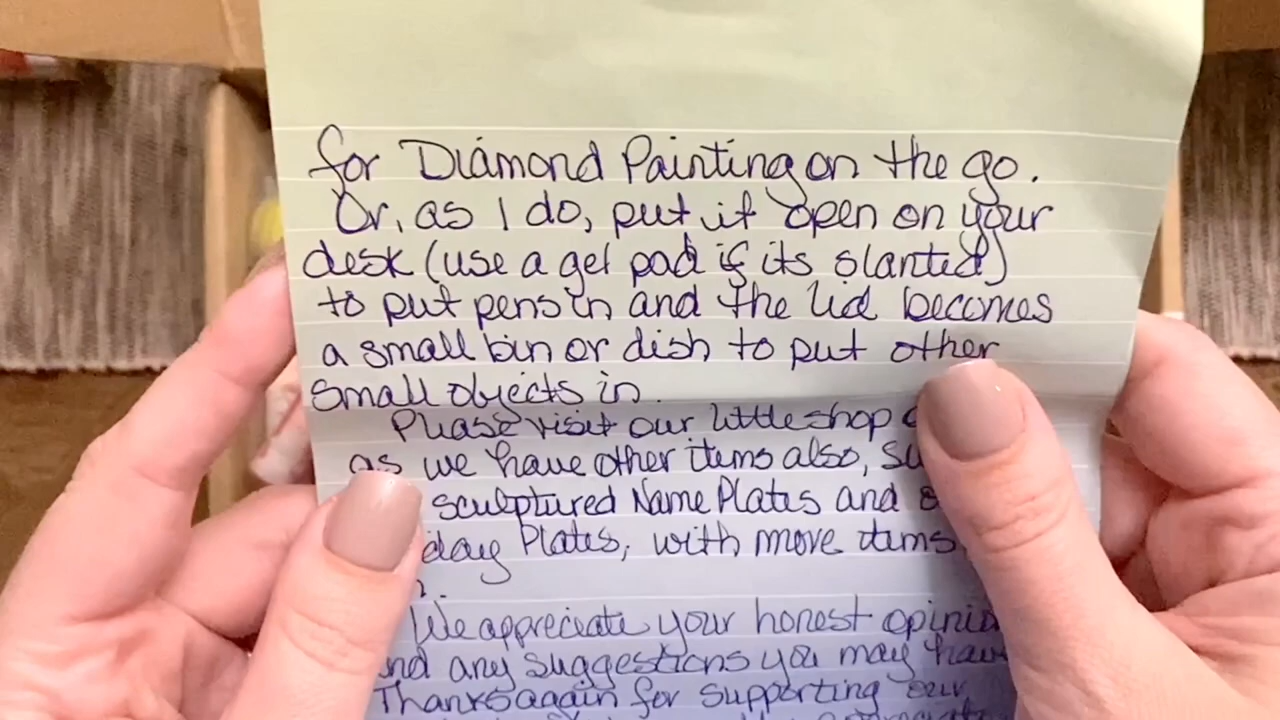 for Diamond Painting on the go.
Or, as I do, put it open on your
desk (use a gel pad if its slanted)
to put pens in and the lid becomes
a small bin or dish to put other
small objects in.
Please visit our little shop
as we have other items also,
sculptured Name Plates and
day Plates, with more items
We appreciate your honest
and any suggestions you may have
Thanks again for supporting our